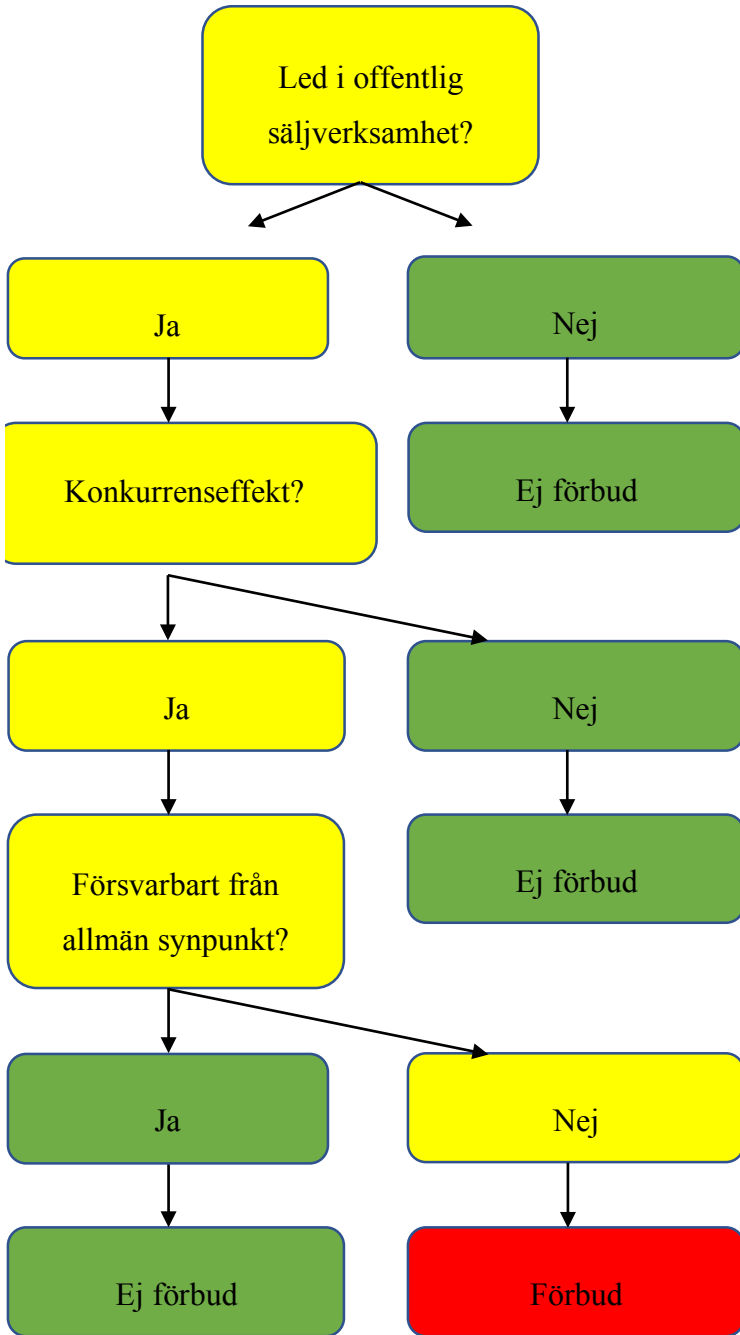 Led i offentlig
säljverksamhet?
Ja
Nej
Konkurrenseffekt?
Ej förbud
Ja
Nej
Försvarbart från
allmän synpunkt?
Ej förbud
Ja
Nej
Ej förbud
Förbud